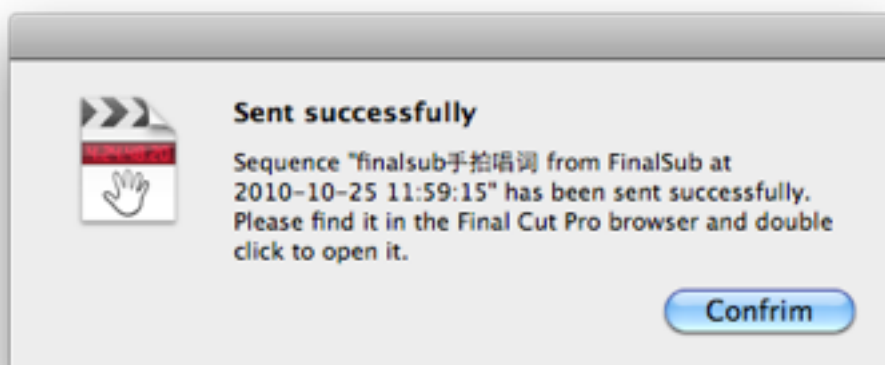 Sent successfully
Sequence "finalsub手拍唱词 from FinalSub at
2010-10-25 11:59:15" has been sent successfully.
Please find it in the Final Cut Pro browser and double
click to open it.
Confrim